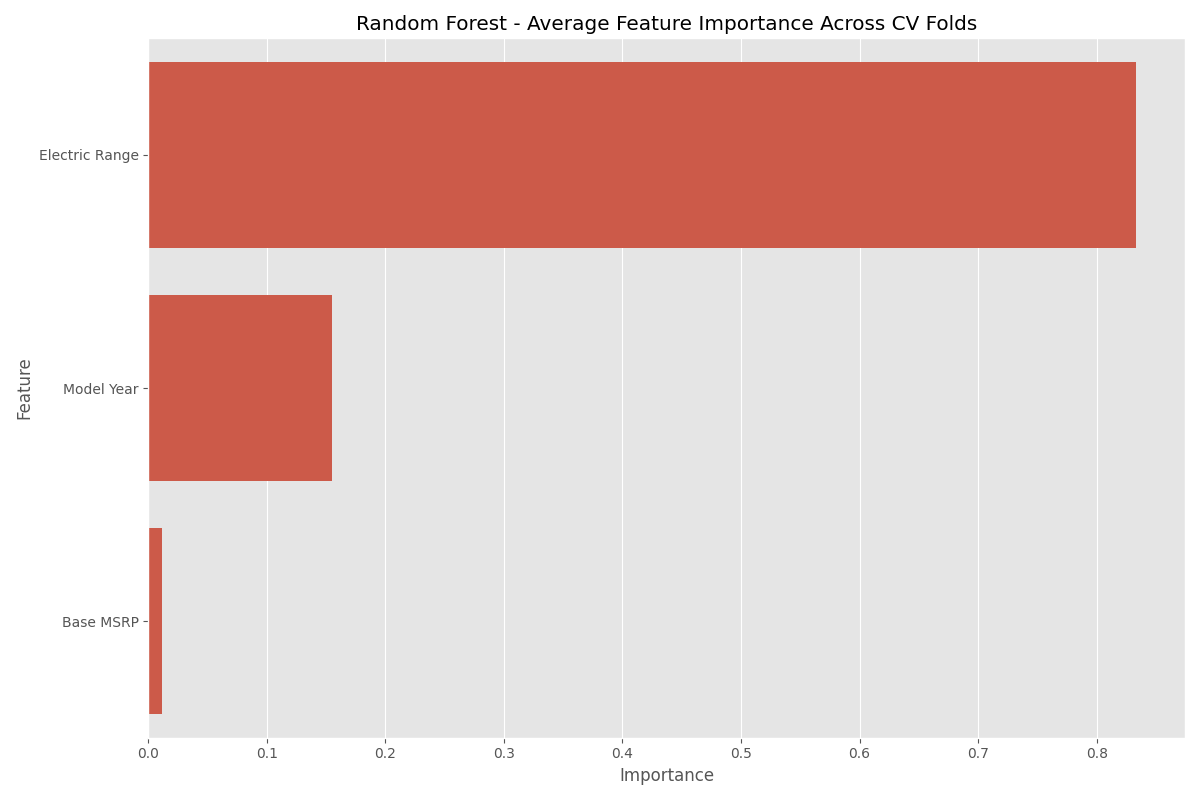 Random Forest - Average Feature Importance Across CV Folds
Electric Range
Model Year
Base MSRP
Feature
0.0 0.1 0.2 0.3 0.4 0.5 0.6 0.7 0.8
Importance